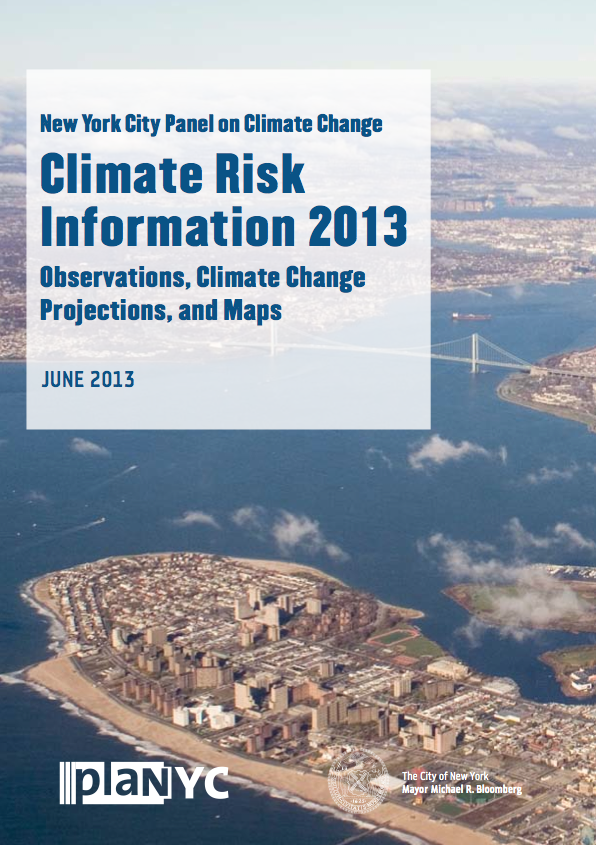 New York City Panel on Climate Change
Climate Risk
Information 2013
Observations, Climate Change
Projections, and Maps
JUNE 2013
plaNYC
The City of New York
Mayor Michael R. Bloomberg